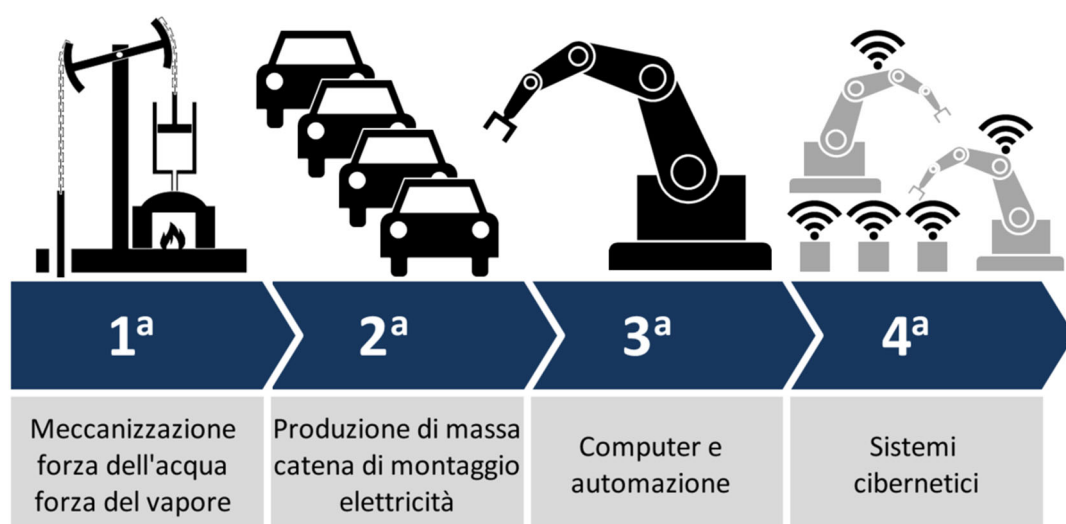 1ª
2ª
3ª
4ª
Meccanizzazione
forza dell'acqua
forza del vapore
Produzione di massa
catena di montaggio
elettricità
Computer e
automazione
Sistemi
cibernetici